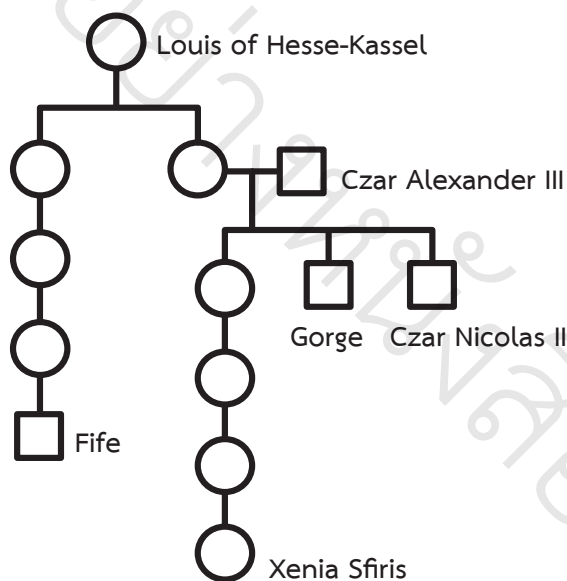 Louis of Hesse-Kassel
Czar Alexander III
Gorge
Czar Nicolas II
Fife
Xenia Sfiris